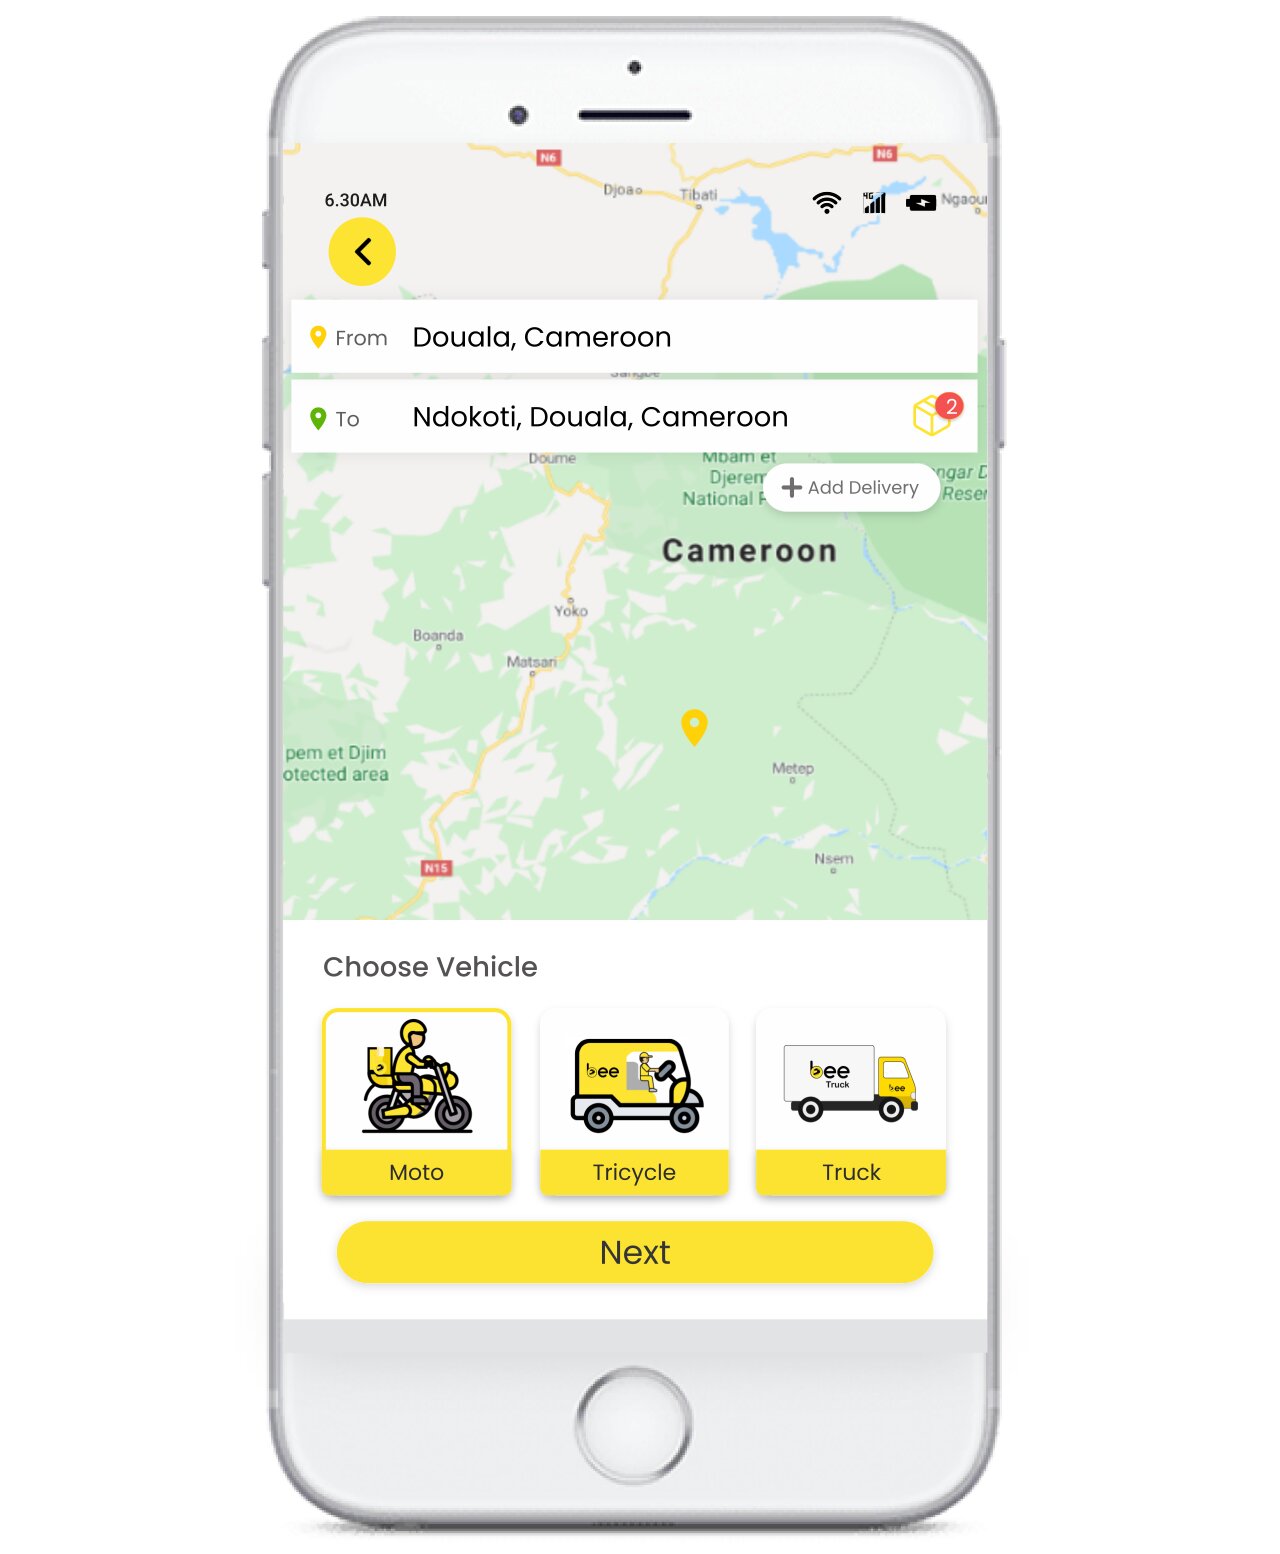 N6
N6
Djoa
Tibati
6.30AM
4G
Ngaou
From
Douala, Cameroon
Sangbe
To
Ndokoti, Douala, Cameroon
2
Doume
Mbam et
Djerem
National P
ngar D
Reser
Add Delivery
Cameroon
Yoko
Boanda
Matsari
pem et Djim
otected area
Metep
Nsem
N15
Choose Vehicle
bee
bee
Truck
bee
Moto
Tricycle
Truck
Next